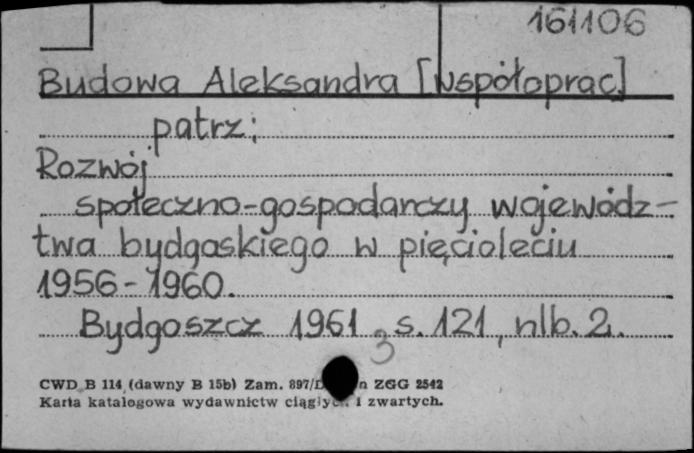 161106
Budowa Aleksandra [współoprac]
patrz:
Rozwój
społeczno-gospodarczy wojewódz-
twa bydgoskiego w pięcioleciu
1956-1960.
Bydgoszcz 1961, s. 121, nlb. 2.
3
CWD B 114 (dawny B 15b) Zam. 897/D n ZGG 2542
Karta katalogowa wydawnictw ciągłych i zwartych.